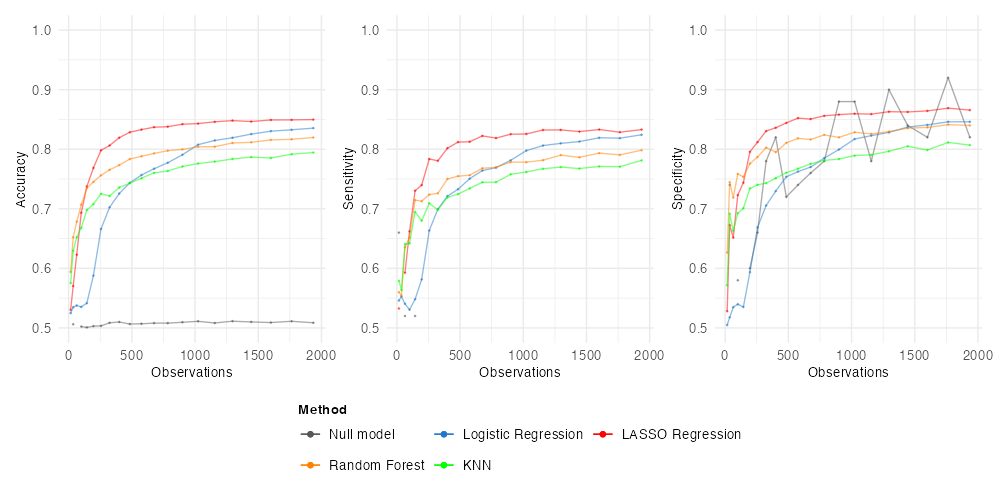 1.0
0.9
0.8
0.7
0.6
0.5
Accuracy
0 500 1000 1500 2000
Observations
1.0
0.9
0.8
0.7
0.6
0.5
Sensitivity
0 500 1000 1500 2000
Observations
1.0
0.9
0.8
0.7
0.6
0.5
Specificity
0 500 1000 1500 2000
Observations
Method
Null model Logistic Regression LASSO Regression
Random Forest KNN